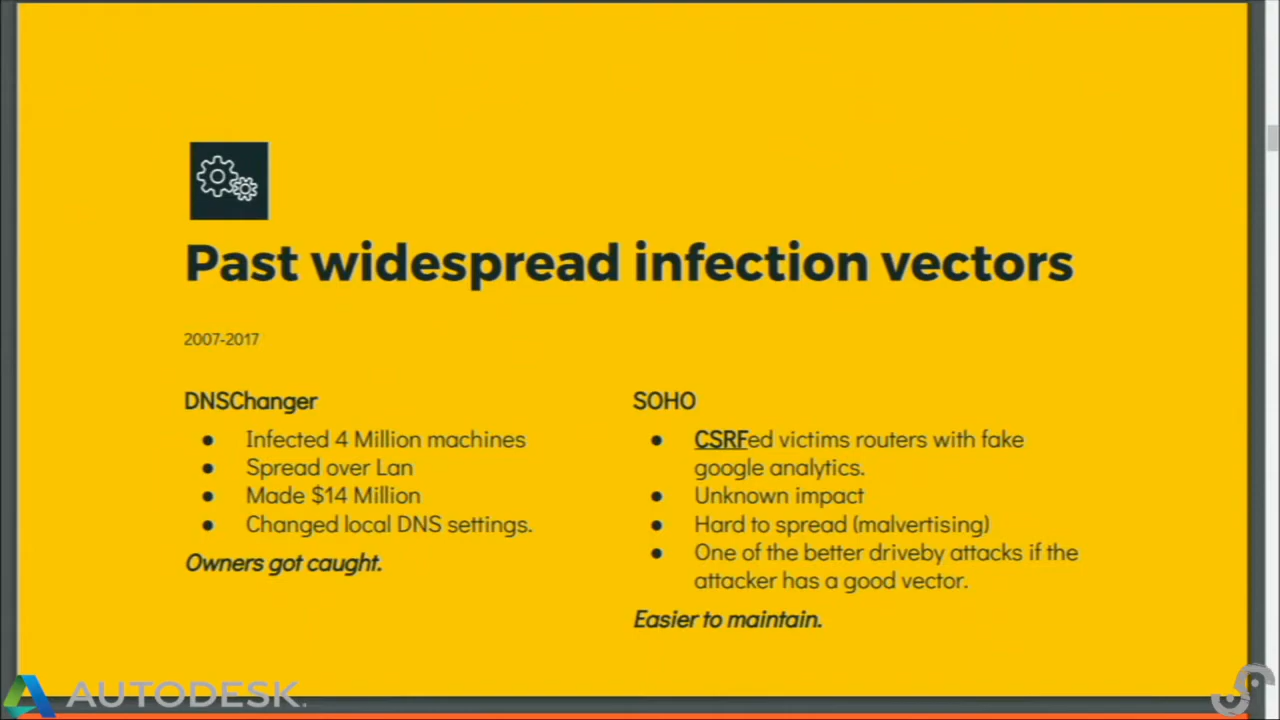 Past widespread infection vectors
2007-2017
DNSChanger
● Infected 4 Million machines
● Spread over Lan
● Made $14 Million
● Changed local DNS settings.
Owners got caught.
SOHO
● CSRFed victims routers with fake
google analytics.
● Unknown impact
● Hard to spread (malvertising)
● One of the better driveby attacks if the
attacker has a good vector.
Easier to maintain.
AUTODESK.